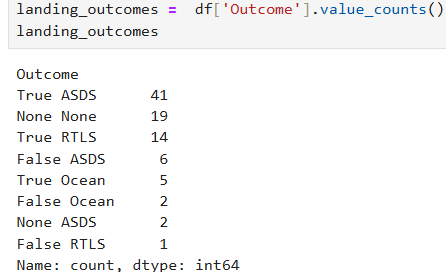 landing_outcomes =  df['Outcome'].value_counts()
landing_outcomes
Outcome
True ASDS      41
None None      19
True RTLS      14
False ASDS      6
True Ocean      5
False Ocean     2
None ASDS       2
False RTLS      1
Name: count, dtype: int64